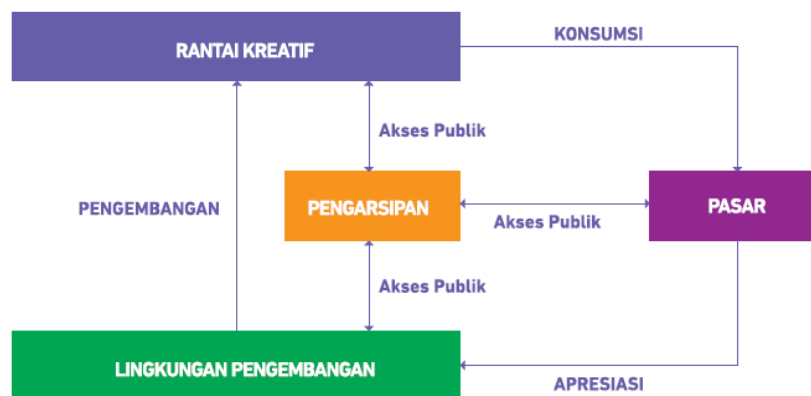 KONSUMSI
RANTAI KREATIF
Akses Publik
PENGEMBANGAN
PENGARSIPAN
Akses Publik
PASAR
Akses Publik
LINGKUNGAN PENGEMBANGAN
APRESIASI